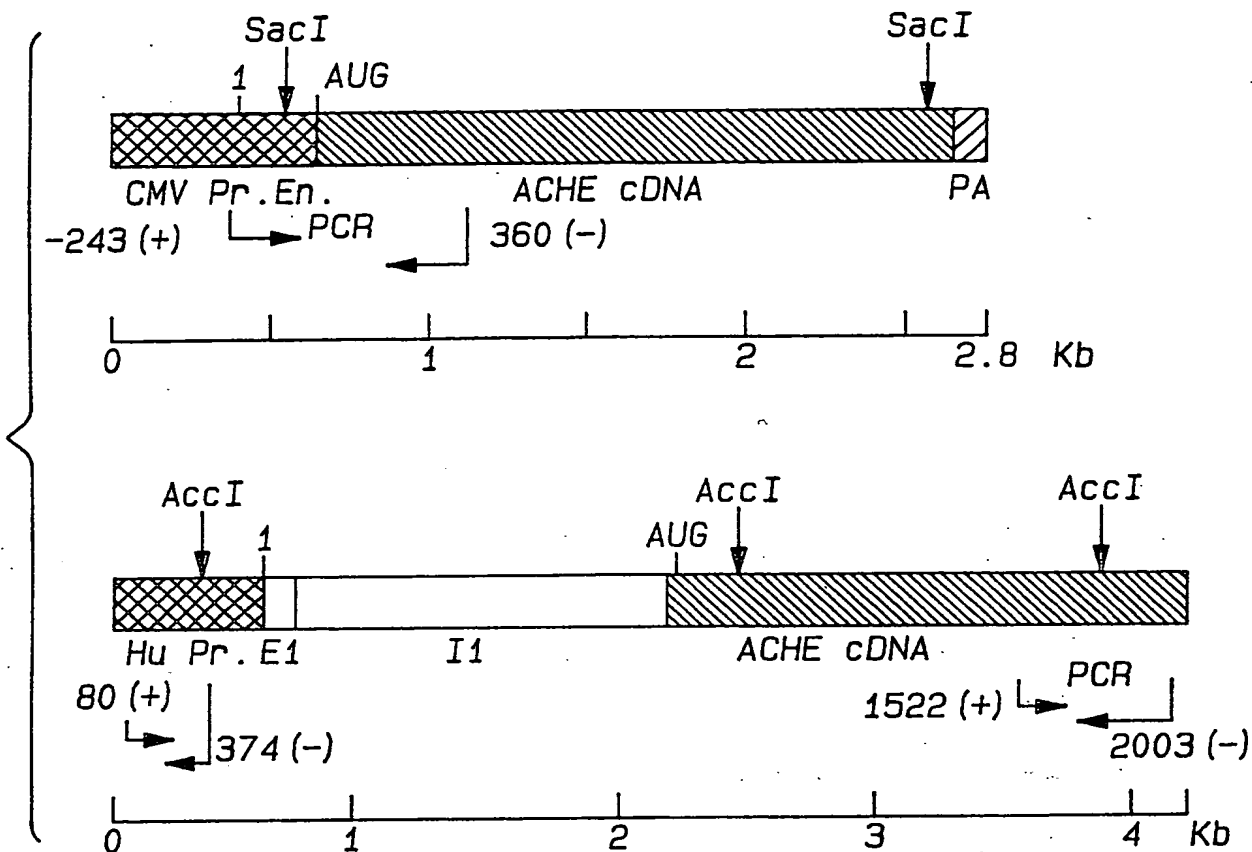 SacI SacI
1 AUG
CMV Pr. En. ACHE cDNA PA
-243 (+) PCR 360 (-)
0 1 2 2.8 Kb
AccI AccI AccI
1 AUG
Hu Pr. E1 I1 ACHE cDNA
80 (+) 374 (-) 1522 (+) PCR 2003 (-)
0 1 2 3 4 Kb